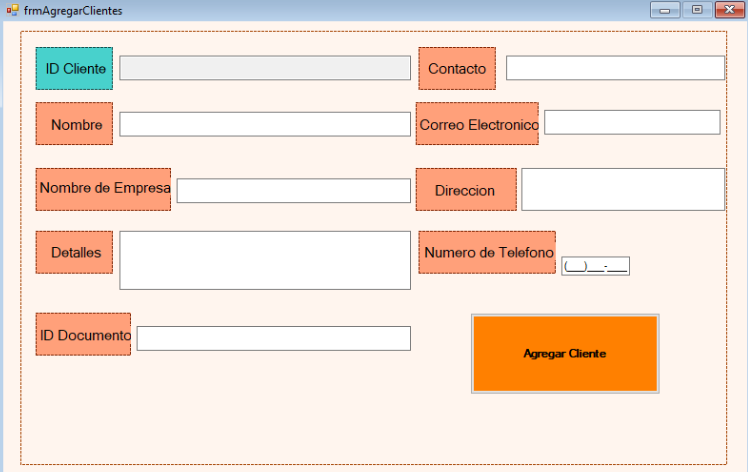 frmAgregarClientes
ID Cliente
Contacto
Nombre
Correo Electronico
Nombre de Empresa
Direccion
Detalles
Numero de Telefono
(___)___-____
ID Documento
Agregar Cliente